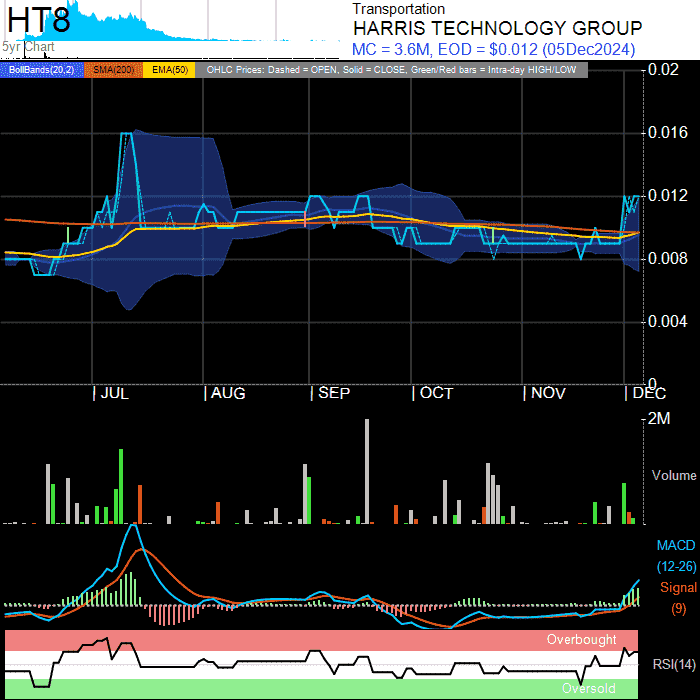 HT8
5yr Chart
Transportation
HARRIS TECHNOLOGY GROUP
MC = 3.6M, EOD = $0.012 (05Dec2024)
BollBands(20,2) SMA(200) EMA(50) OHLC Prices: Dashed = OPEN, Solid = CLOSE, Green/Red bars = Intra-day HIGH/LOW
0.02
0.016
0.012
0.008
0.004
0
JUL AUG SEP OCT NOV DEC
2M
Volume
MACD
(12-26)
Signal
(9)
Overbought
RSI(14)
Oversold